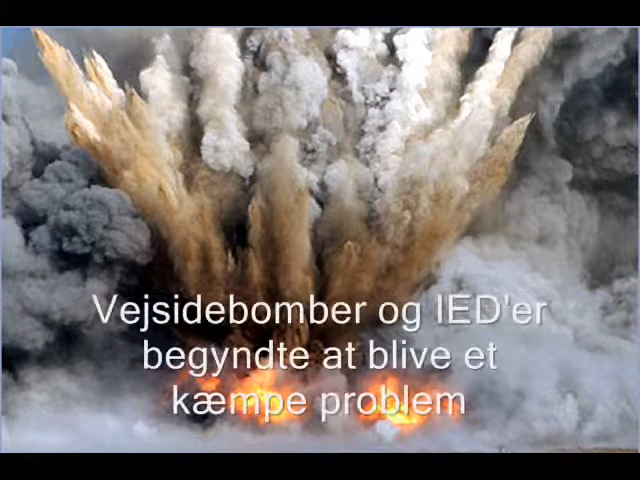 Vejsidebomber og IED'er
begyndte at blive et
kæmpe problem